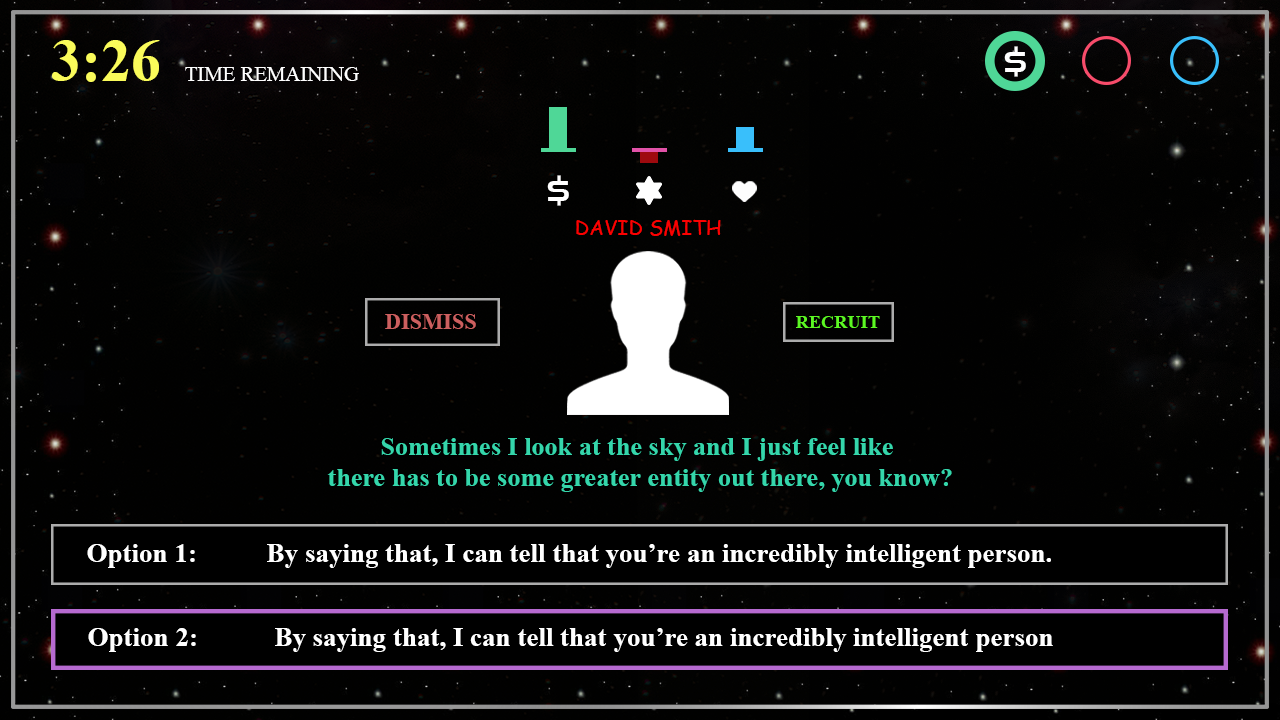 3:26 TIME REMAINING
$
$
DAVID SMITH
DISMISS
RECRUIT
Sometimes I look at the sky and I just feel like
there has to be some greater entity out there, you know?
Option 1: By saying that, I can tell that you’re an incredibly intelligent person.
Option 2: By saying that, I can tell that you’re an incredibly intelligent person